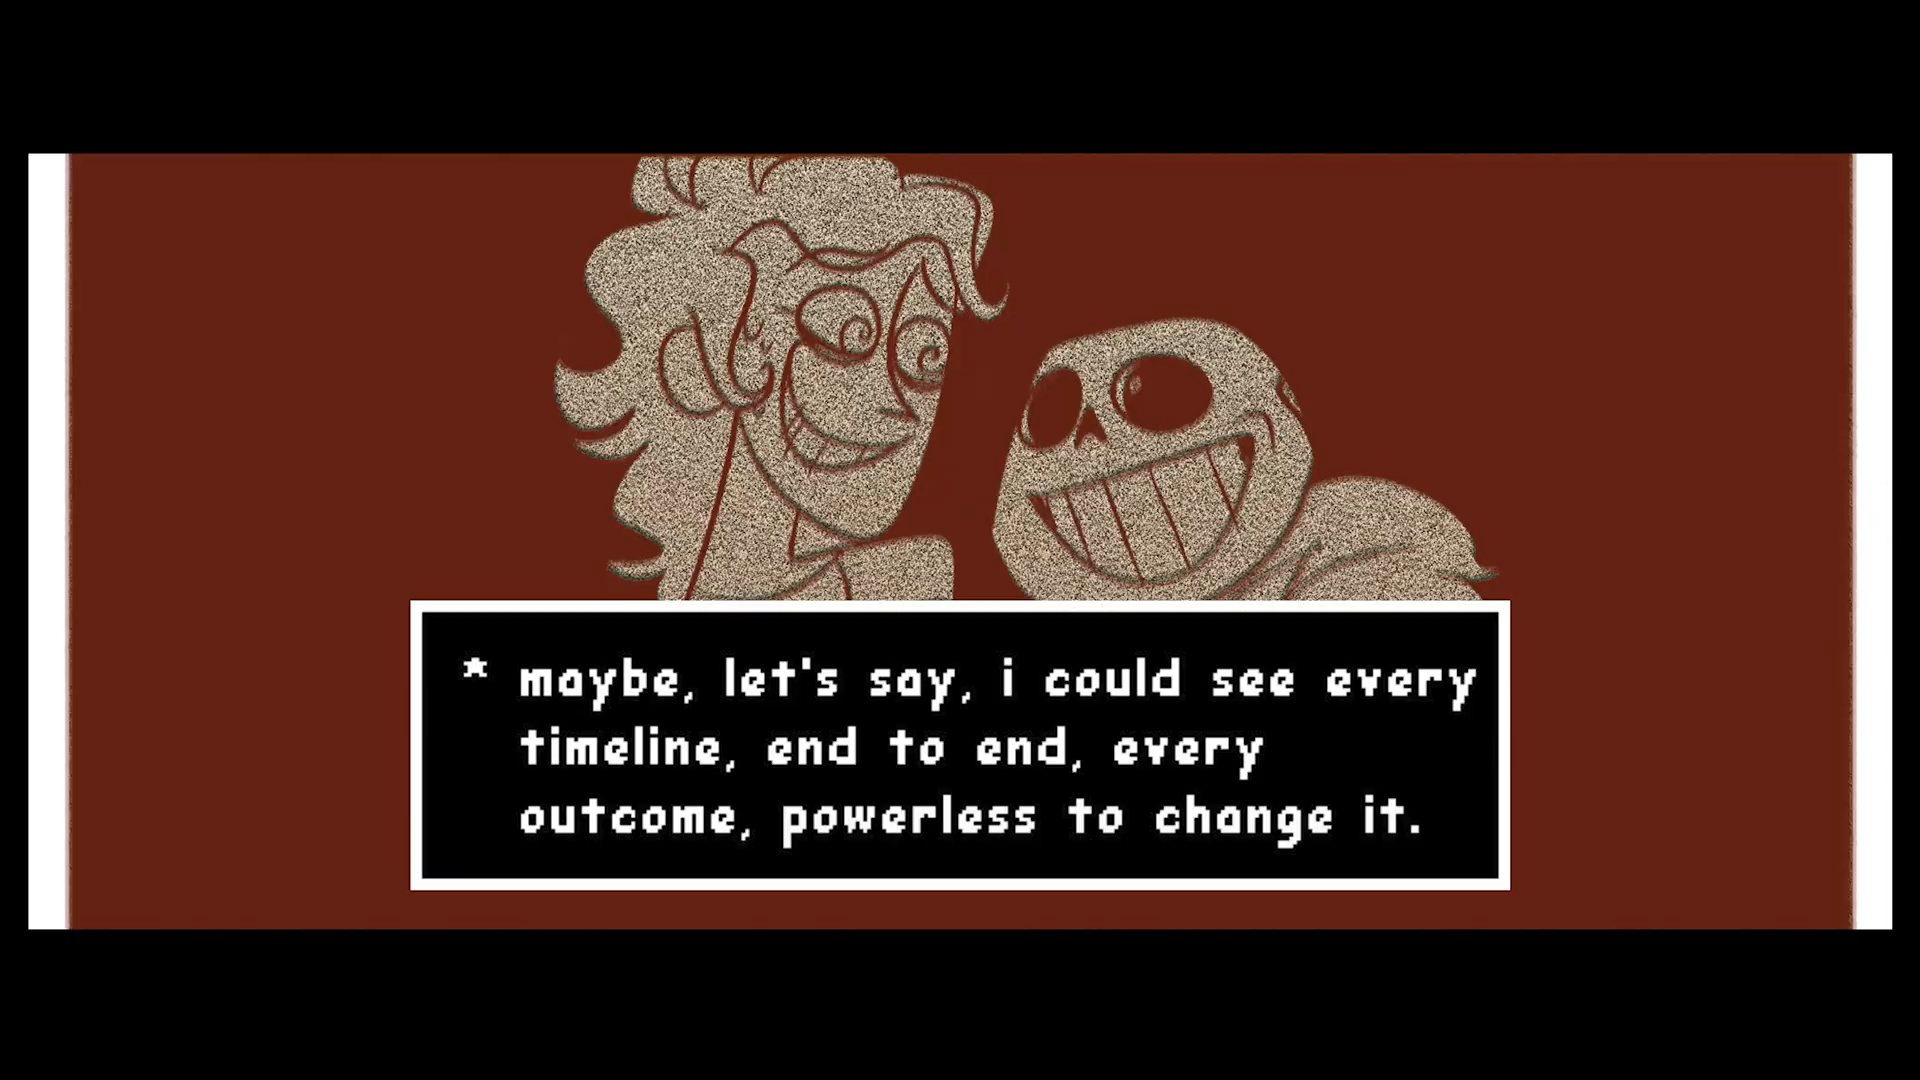 * maybe, let's say, i could see every
timeline, end to end, every
outcome, powerless to change it.